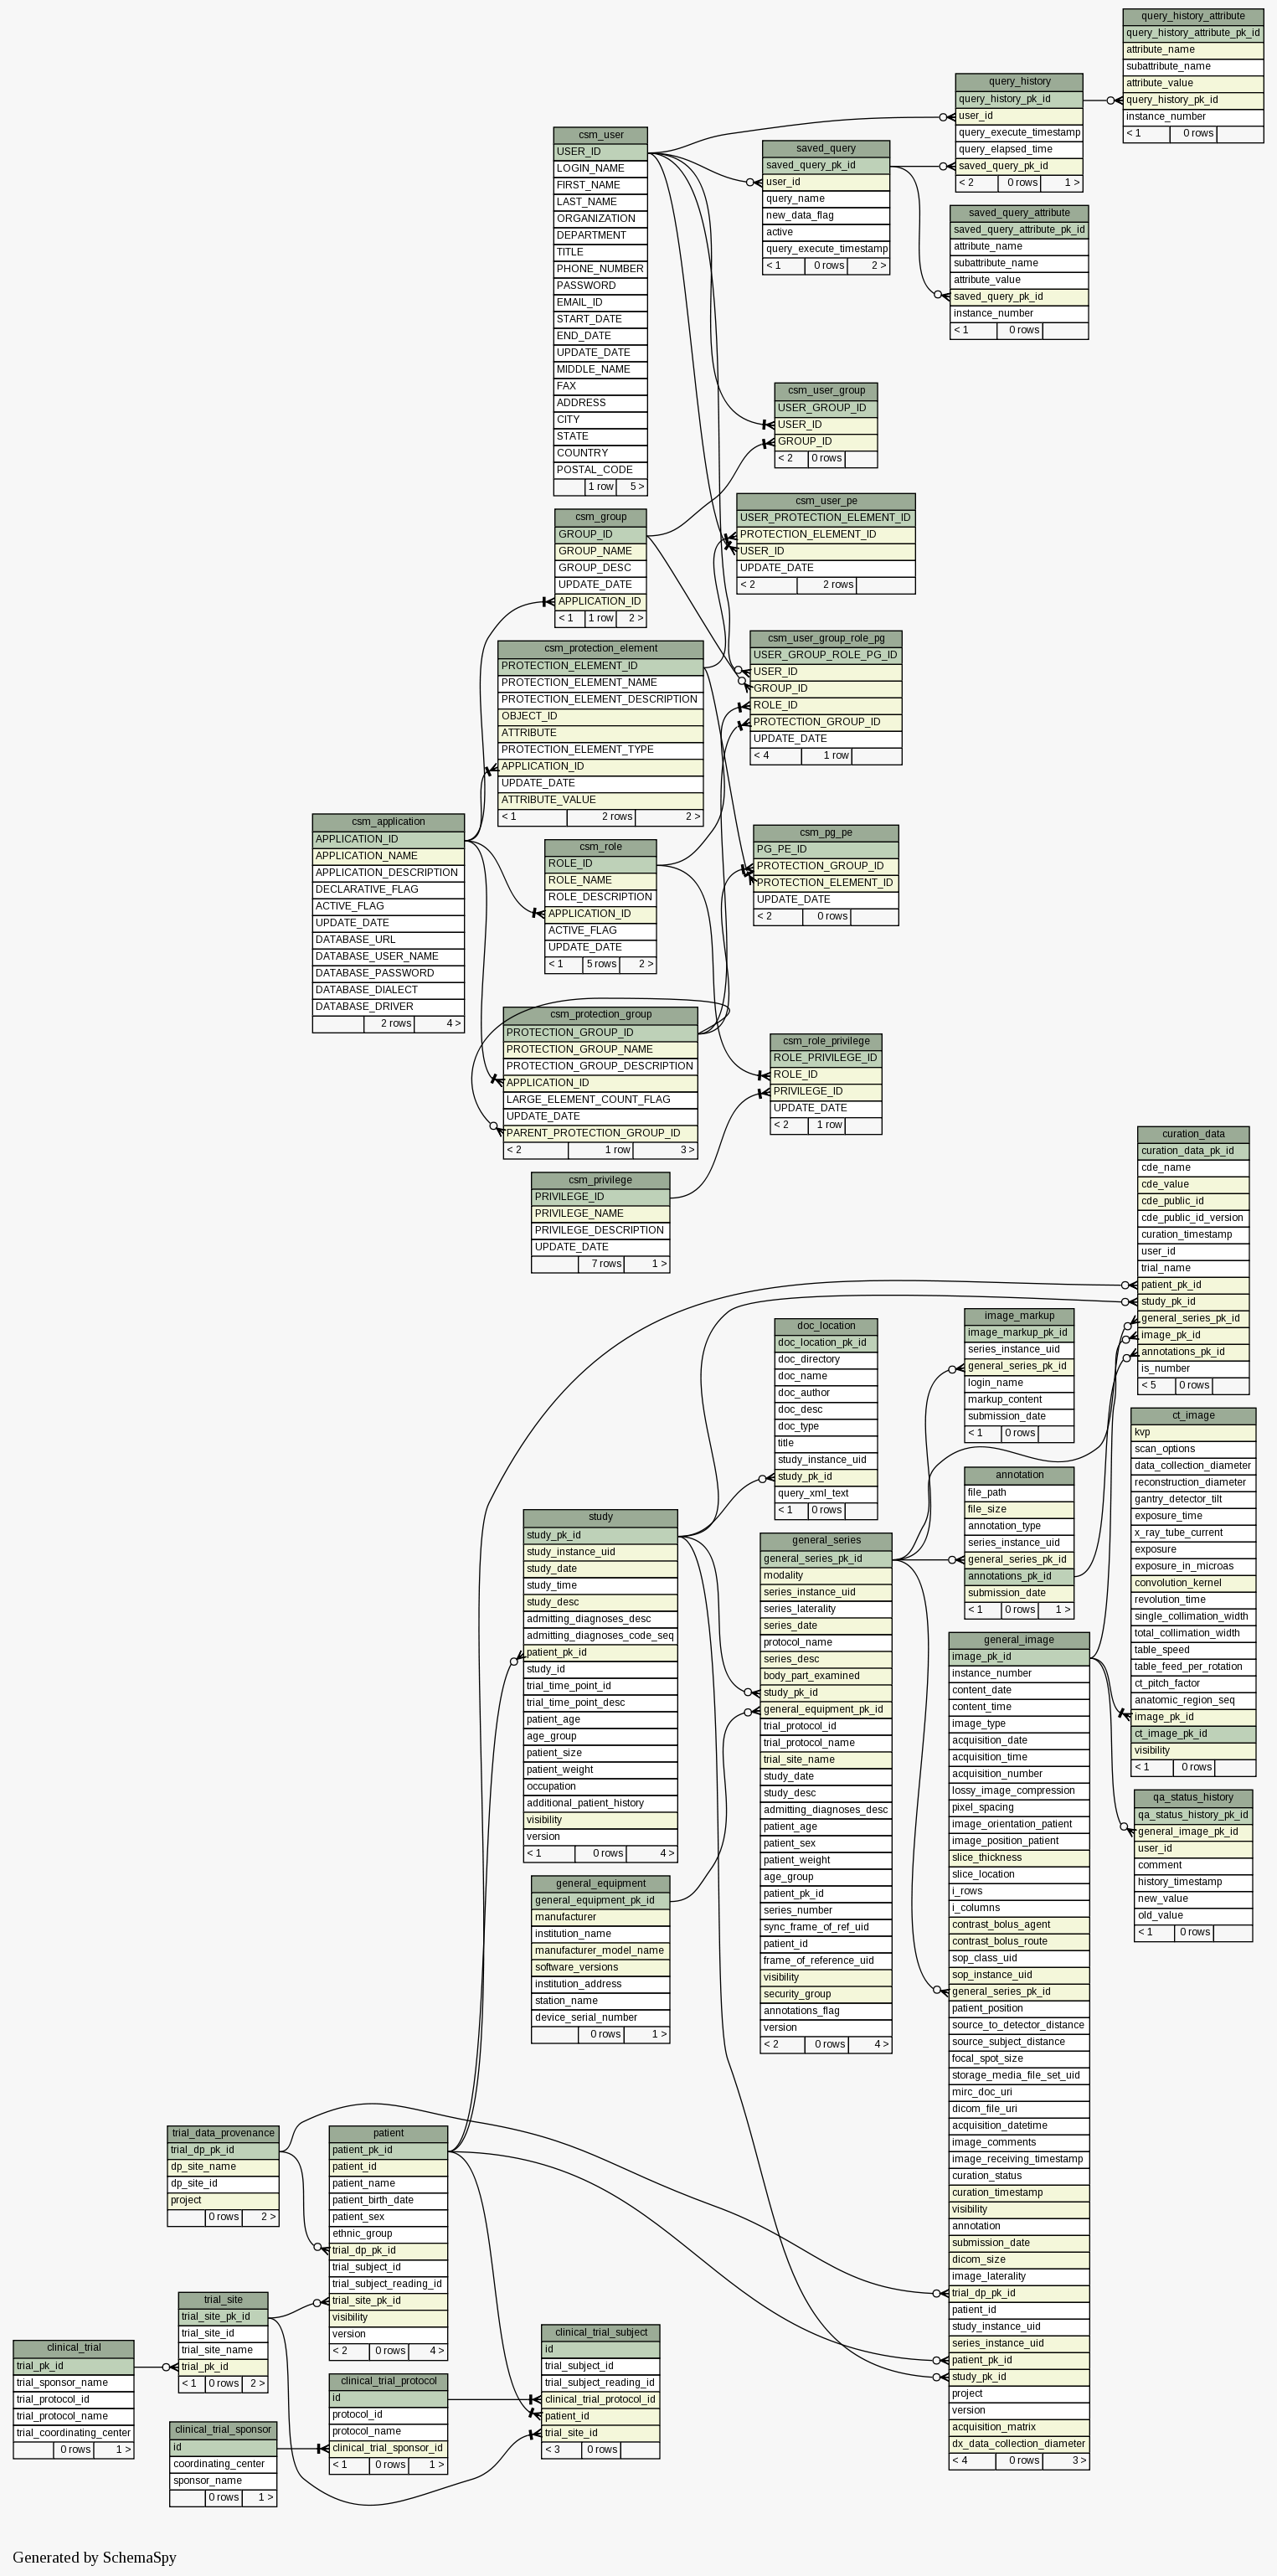 query_history_attribute
query_history_attribute_pk_id
attribute_name
subattribute_name
attribute_value
query_history_pk_id
instance_number
< 1 0 rows
query_history
query_history_pk_id
user_id
query_execute_timestamp
query_elapsed_time
saved_query_pk_id
< 2 0 rows 1 >
csm_user
USER_ID
LOGIN_NAME
FIRST_NAME
LAST_NAME
ORGANIZATION
DEPARTMENT
TITLE
PHONE_NUMBER
PASSWORD
EMAIL_ID
START_DATE
END_DATE
UPDATE_DATE
MIDDLE_NAME
FAX
ADDRESS
CITY
STATE
COUNTRY
POSTAL_CODE
1 row 5 >
saved_query
saved_query_pk_id
user_id
query_name
new_data_flag
active
query_execute_timestamp
< 1 0 rows 2 >
saved_query_attribute
saved_query_attribute_pk_id
attribute_name
subattribute_name
attribute_value
saved_query_pk_id
instance_number
< 1 0 rows
csm_user_group
USER_GROUP_ID
USER_ID
GROUP_ID
< 2 0 rows
csm_user_pe
USER_PROTECTION_ELEMENT_ID
PROTECTION_ELEMENT_ID
USER_ID
UPDATE_DATE
< 2 2 rows
csm_group
GROUP_ID
GROUP_NAME
GROUP_DESC
UPDATE_DATE
APPLICATION_ID
< 1 1 row 2 >
csm_user_group_role_pg
USER_GROUP_ROLE_PG_ID
USER_ID
GROUP_ID
ROLE_ID
PROTECTION_GROUP_ID
UPDATE_DATE
< 4 1 row
csm_protection_element
PROTECTION_ELEMENT_ID
PROTECTION_ELEMENT_NAME
PROTECTION_ELEMENT_DESCRIPTION
OBJECT_ID
ATTRIBUTE
PROTECTION_ELEMENT_TYPE
APPLICATION_ID
UPDATE_DATE
ATTRIBUTE_VALUE
< 1 2 rows 2 >
csm_application
APPLICATION_ID
APPLICATION_NAME
APPLICATION_DESCRIPTION
DECLARATIVE_FLAG
ACTIVE_FLAG
UPDATE_DATE
DATABASE_URL
DATABASE_USER_NAME
DATABASE_PASSWORD
DATABASE_DIALECT
DATABASE_DRIVER
2 rows 4 >
csm_role
ROLE_ID
ROLE_NAME
ROLE_DESCRIPTION
APPLICATION_ID
ACTIVE_FLAG
UPDATE_DATE
< 1 5 rows 2 >
csm_pg_pe
PG_PE_ID
PROTECTION_GROUP_ID
PROTECTION_ELEMENT_ID
UPDATE_DATE
< 2 0 rows
csm_protection_group
PROTECTION_GROUP_ID
PROTECTION_GROUP_NAME
PROTECTION_GROUP_DESCRIPTION
APPLICATION_ID
LARGE_ELEMENT_COUNT_FLAG
UPDATE_DATE
PARENT_PROTECTION_GROUP_ID
< 2 1 row 3 >
csm_role_privilege
ROLE_PRIVILEGE_ID
ROLE_ID
PRIVILEGE_ID
UPDATE_DATE
< 2 1 row
csm_privilege
PRIVILEGE_ID
PRIVILEGE_NAME
PRIVILEGE_DESCRIPTION
UPDATE_DATE
7 rows 1 >
curation_data
curation_data_pk_id
cde_name
cde_value
cde_public_id
cde_public_id_version
curation_timestamp
user_id
trial_name
patient_pk_id
study_pk_id
general_series_pk_id
image_pk_id
annotations_pk_id
is_number
< 5 0 rows
doc_location
doc_location_pk_id
doc_directory
doc_name
doc_author
doc_desc
doc_type
title
study_instance_uid
study_pk_id
query_xml_text
< 1 0 rows
image_markup
image_markup_pk_id
series_instance_uid
general_series_pk_id
login_name
markup_content
submission_date
< 1 0 rows
ct_image
kvp
scan_options
data_collection_diameter
reconstruction_diameter
gantry_detector_tilt
exposure_time
x_ray_tube_current
exposure
exposure_in_microas
convolution_kernel
revolution_time
single_collimation_width
total_collimation_width
table_speed
table_feed_per_rotation
ct_pitch_factor
anatomic_region_seq
image_pk_id
ct_image_pk_id
visibility
< 1 0 rows
annotation
file_path
file_size
annotation_type
series_instance_uid
general_series_pk_id
annotations_pk_id
submission_date
< 1 0 rows 1 >
study
study_pk_id
study_instance_uid
study_date
study_time
study_desc
admitting_diagnoses_desc
admitting_diagnoses_code_seq
patient_pk_id
study_id
trial_time_point_id
trial_time_point_desc
patient_age
age_group
patient_size
patient_weight
occupation
additional_patient_history
visibility
version
< 1 0 rows 4 >
general_series
general_series_pk_id
modality
series_instance_uid
series_laterality
series_date
protocol_name
series_desc
body_part_examined
study_pk_id
general_equipment_pk_id
trial_protocol_id
trial_protocol_name
trial_site_name
study_date
study_desc
admitting_diagnoses_desc
patient_age
patient_sex
patient_weight
age_group
patient_pk_id
series_number
sync_frame_of_ref_uid
patient_id
frame_of_reference_uid
visibility
security_group
annotations_flag
version
< 2 0 rows 4 >
general_image
image_pk_id
instance_number
content_date
content_time
image_type
acquisition_date
acquisition_time
acquisition_number
lossy_image_compression
pixel_spacing
image_orientation_patient
image_position_patient
slice_thickness
slice_location
i_rows
i_columns
contrast_bolus_agent
contrast_bolus_route
sop_class_uid
sop_instance_uid
general_series_pk_id
patient_position
source_to_detector_distance
source_subject_distance
focal_spot_size
storage_media_file_set_uid
mirc_doc_uri
dicom_file_uri
acquisition_datetime
image_comments
image_receiving_timestamp
curation_status
curation_timestamp
visibility
annotation
submission_date
dicom_size
image_laterality
trial_dp_pk_id
patient_id
study_instance_uid
series_instance_uid
patient_pk_id
study_pk_id
project
version
acquisition_matrix
dx_data_collection_diameter
< 4 0 rows 3 >
qa_status_history
qa_status_history_pk_id
general_image_pk_id
user_id
comment
history_timestamp
new_value
old_value
< 1 0 rows
general_equipment
general_equipment_pk_id
manufacturer
institution_name
manufacturer_model_name
software_versions
institution_address
station_name
device_serial_number
0 rows 1 >
trial_data_provenance
trial_dp_pk_id
dp_site_name
dp_site_id
project
0 rows 2 >
patient
patient_pk_id
patient_id
patient_name
patient_birth_date
patient_sex
ethnic_group
trial_dp_pk_id
trial_subject_id
trial_subject_reading_id
trial_site_pk_id
visibility
version
< 2 0 rows 4 >
trial_site
trial_site_pk_id
trial_site_id
trial_site_name
trial_pk_id
< 1 0 rows 2 >
clinical_trial
trial_pk_id
trial_sponsor_name
trial_protocol_id
trial_protocol_name
trial_coordinating_center
0 rows 1 >
clinical_trial_subject
id
trial_subject_id
trial_subject_reading_id
clinical_trial_protocol_id
patient_id
trial_site_id
< 3 0 rows
clinical_trial_protocol
id
protocol_id
protocol_name
clinical_trial_sponsor_id
< 1 0 rows 1 >
clinical_trial_sponsor
id
coordinating_center
sponsor_name
0 rows 1 >
Generated by SchemaSpy